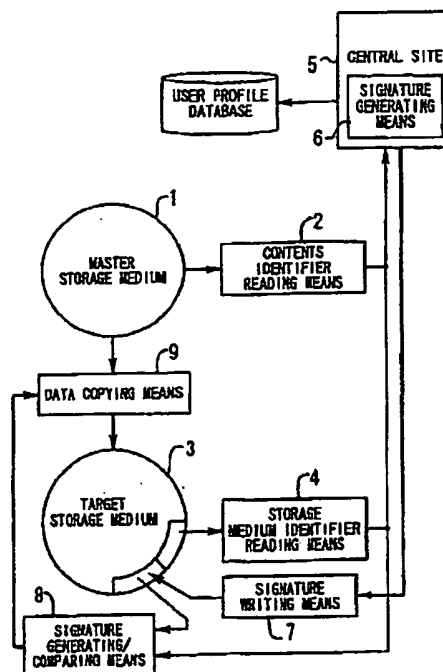 5
CENTRAL SITE
SIGNATURE
GENERATING
MEANS
6
USER PROFILE
DATABASE
1
MASTER
STORAGE MEDIUM
2
CONTENTS
IDENTIFIER
READING MEANS
9
DATA COPYING MEANS
3
TARGET
STORAGE MEDIUM
4
STORAGE
MEDIUM IDENTIFIER
READING MEANS
SIGNATURE
WRITING MEANS
7
8
SIGNATURE
GENERATING/
COMPARING MEANS